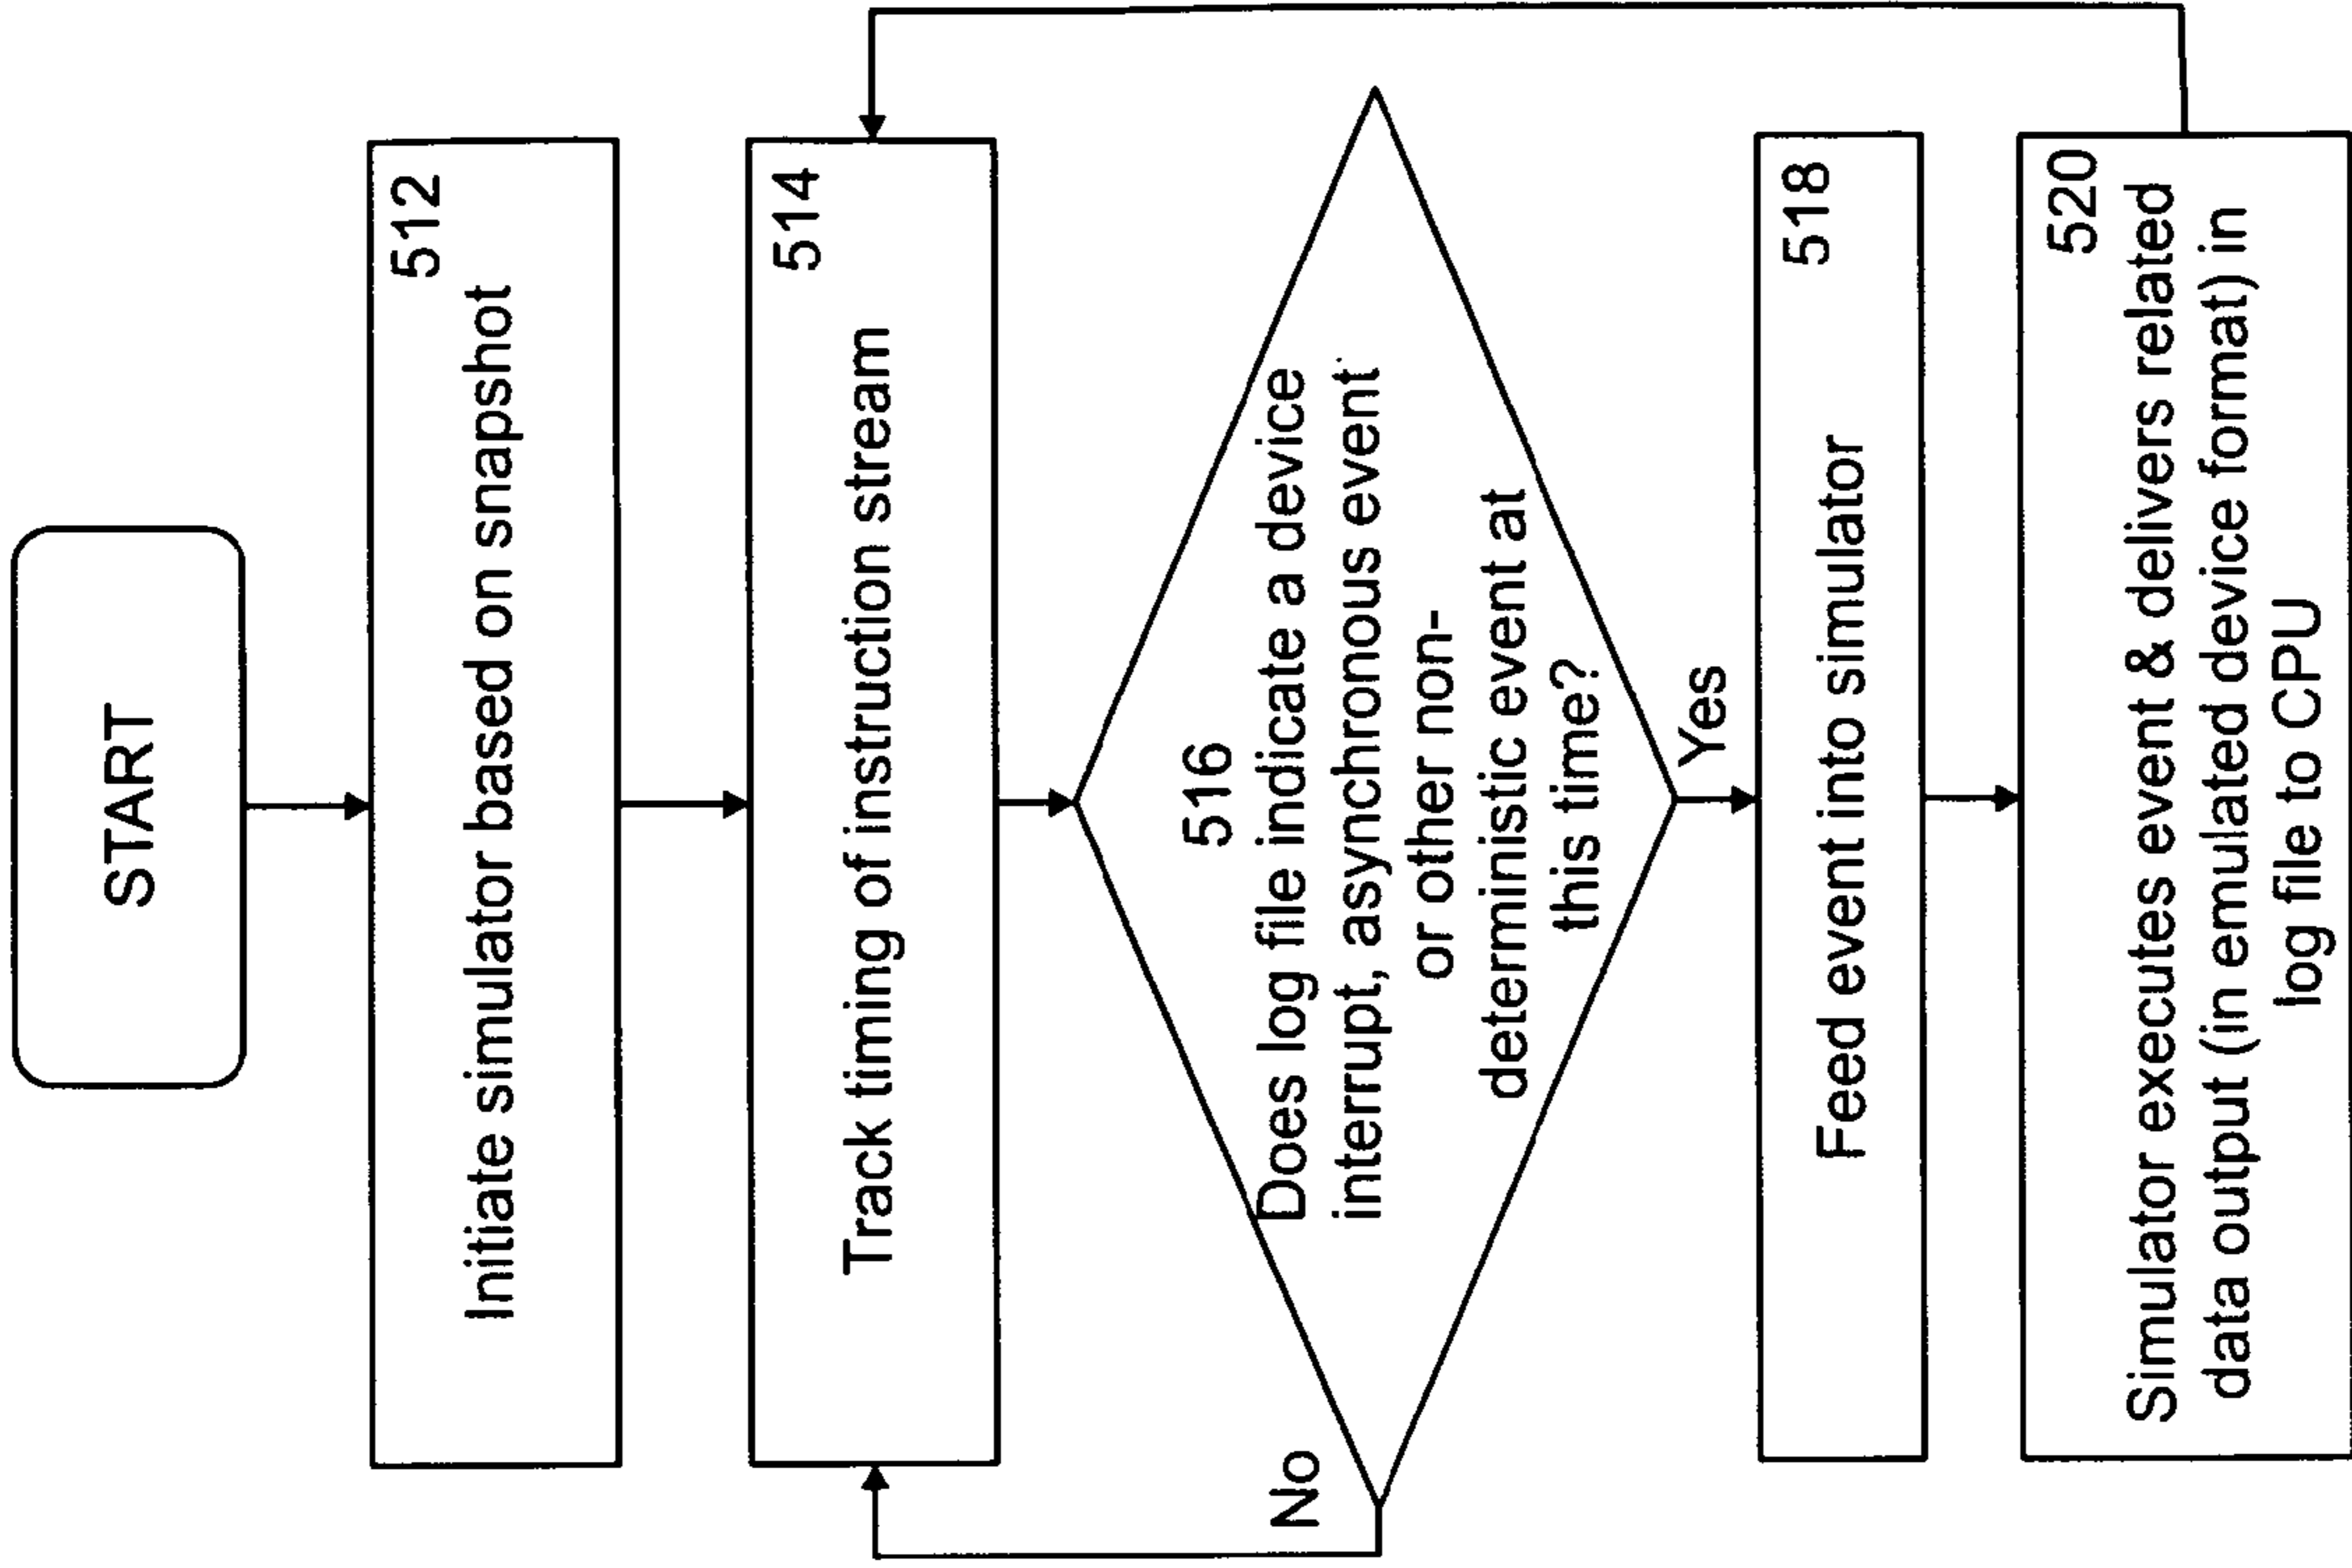 START
512
Initiate simulator based on snapshot
514
Track timing of instruction stream
516
Does log file indicate a device
interrupt, asynchronous event
or other non-
deterministic event at
this time?
No
Yes
518
Feed event into simulator
520
Simulator executes event & delivers related
data output (in emulated device format) in
log file to CPU